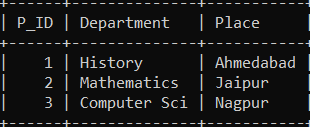 | P_ID | Department | Place |
| 1 | History | Ahmedabad |
| 2 | Mathematics | Jaipur |
| 3 | Computer Sci | Nagpur |